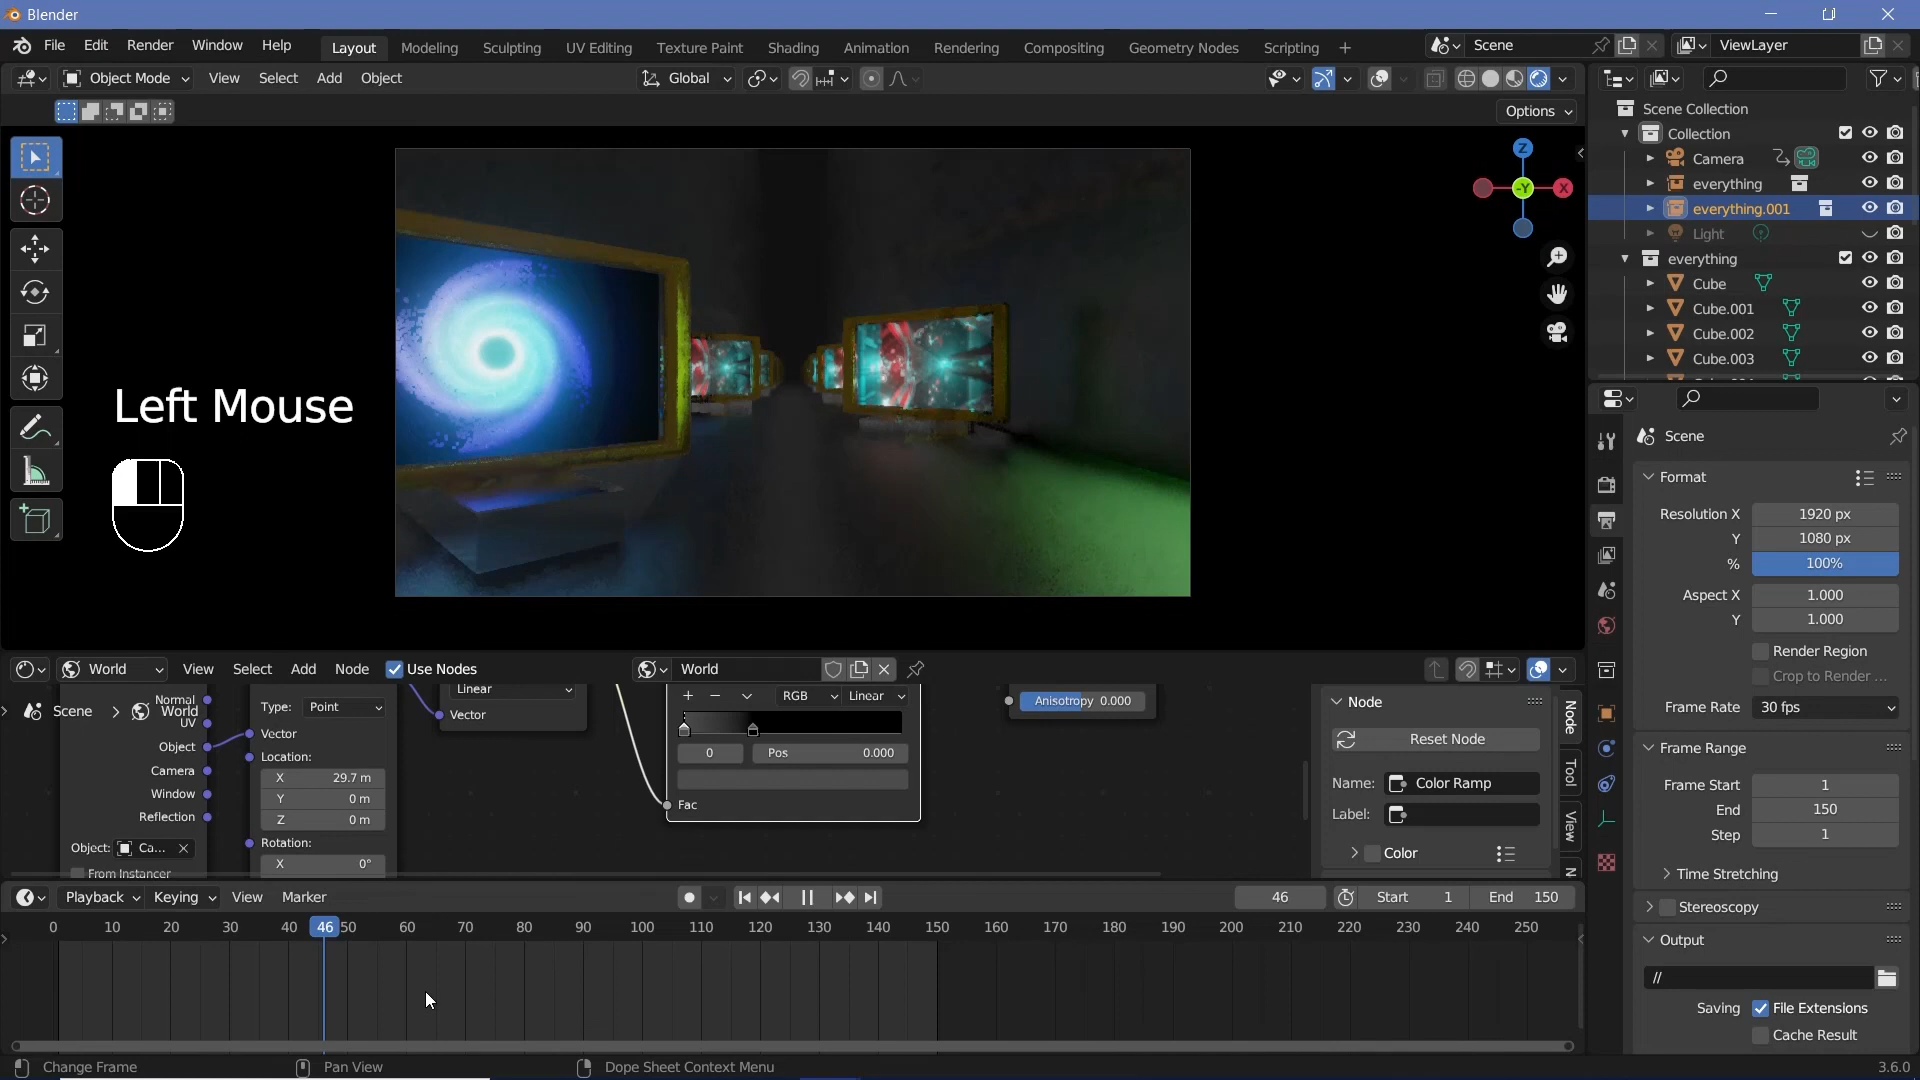 Blender
File Edit Render Window Help Layout Modeling Sculpting UV Editing Texture Paint Shading Animation Rendering Compositing Geometry Nodes Scripting + Scene ViewLayer
Object Mode View Select Add Object Global
Options
Scene Collection
Collection
Camera
everything
everything.001
Light
everything
Cube
Cube.001
Cube.002
Cube.003
Z
-Y X
Left Mouse
Scene
Format
Resolution X 1920 px
Y 1080 px
% 100%
Aspect X 1.000
Y 1.000
Render Region
Crop to Render ...
Frame Rate 30 fps
Frame Range
Frame Start 1
End 150
Step 1
Time Stretching
Stereoscopy
Output
//
Saving File Extensions
Cache Result
World View Select Add Node Use Nodes World
Scene > World
Normal
UV
Object
Camera
Window
Reflection
Object: Ca...
From Instancer
Type: Point
Vector
Location:
X 29.7 m
Y 0 m
Z 0 m
Rotation:
X 0°
Linear
Vector
+ − RGB Linear
0 Pos 0.000
Fac
Anisotropy 0.000
Node
Reset Node
Name: Color Ramp
Label:
Color
Node
Tool
View
Playback Keying View Marker 46 Start 1 End 150
0 10 20 30 40 46 50 60 70 80 90 100 110 120 130 140 150 160 170 180 190 200 210 220 230 240 250
Change Frame Pan View Dope Sheet Context Menu 3.6.0